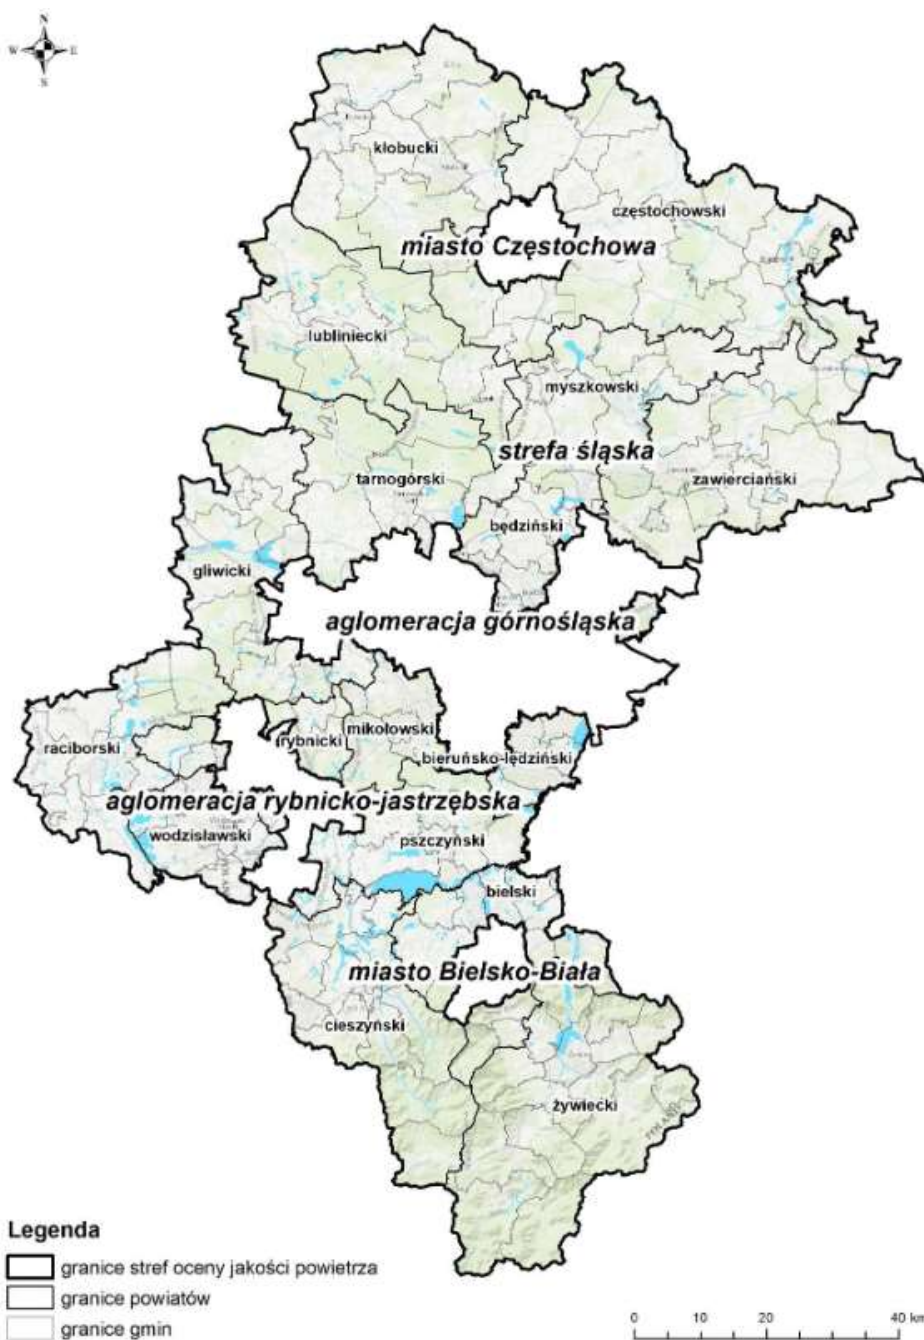 N
W E
S
kłobucki
częstochowski
miasto Częstochowa
lubliniecki
myszkowski
strefa śląska
tarnogórski
zawierciański
będziński
gliwicki
aglomeracja górnośląska
raciborski
rybnicki
mikołowski
bieruńsko-lędziński
aglomeracja rybnicko-jastrzębska
wodzisławski
pszczyński
bielski
miasto Bielsko-Biała
cieszyński
żywiecki
POLAND
Legenda
granice stref oceny jakości powietrza
granice powiatów
granice gmin
0 10 20 40 km